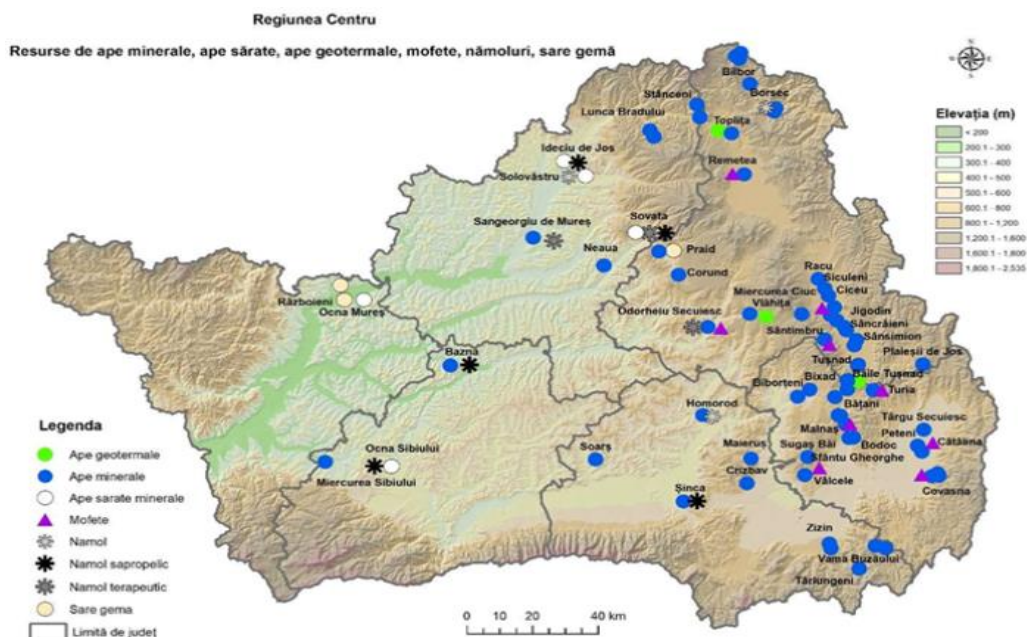 Regiunea Centru
Resurse de ape minerale, ape sărate, ape geotermale, mofete, nămoluri, sare gemă
Bilbor
Borsec
Stânceni
Lunca Bradului
Toplița
Ideciu de Jos
Remetea
Solovăstru
Sovata
Sangeorgiu de Mureș
Praid
Neaua
Corund
Racu
Siculeni
Miercurea Ciuc
Ciceu
Războieni
Ocna Mureș
Vlăhița
Jigodin
Odorheiu Secuiesc
Sâncrăieni
Sântimbru
Sânsimion
Plaieșii de Jos
Bazna
Tușnad
Bixad
Băile Tușnad
Biborțeni
Turia
Homorod
Bățani
Târgu Secuiesc
Malnaș
Peteni
Cătălina
Ocna Sibiului
Maierus
Sugaș Băi
Bodoc
Soarș
Sfântu Gheorghe
Miercurea Sibiului
Crizbav
Vâlcele
Covasna
Șinca
Zizin
Vama Buzăului
Tărlungeni
Elevația (m)
< 200
200.1 - 300
300.1 - 400
400.1 - 500
500.1 - 600
600.1 - 800
800.1 - 1,200
1,200.1 - 1,600
1,600.1 - 1,800
1,800.1 - 2,535
Legenda
Ape geotermale
Ape minerale
Ape sarate minerale
Mofete
Namol
Namol sapropelic
Namol terapeutic
Sare gema
Limită de județ
0 10 20 40 km